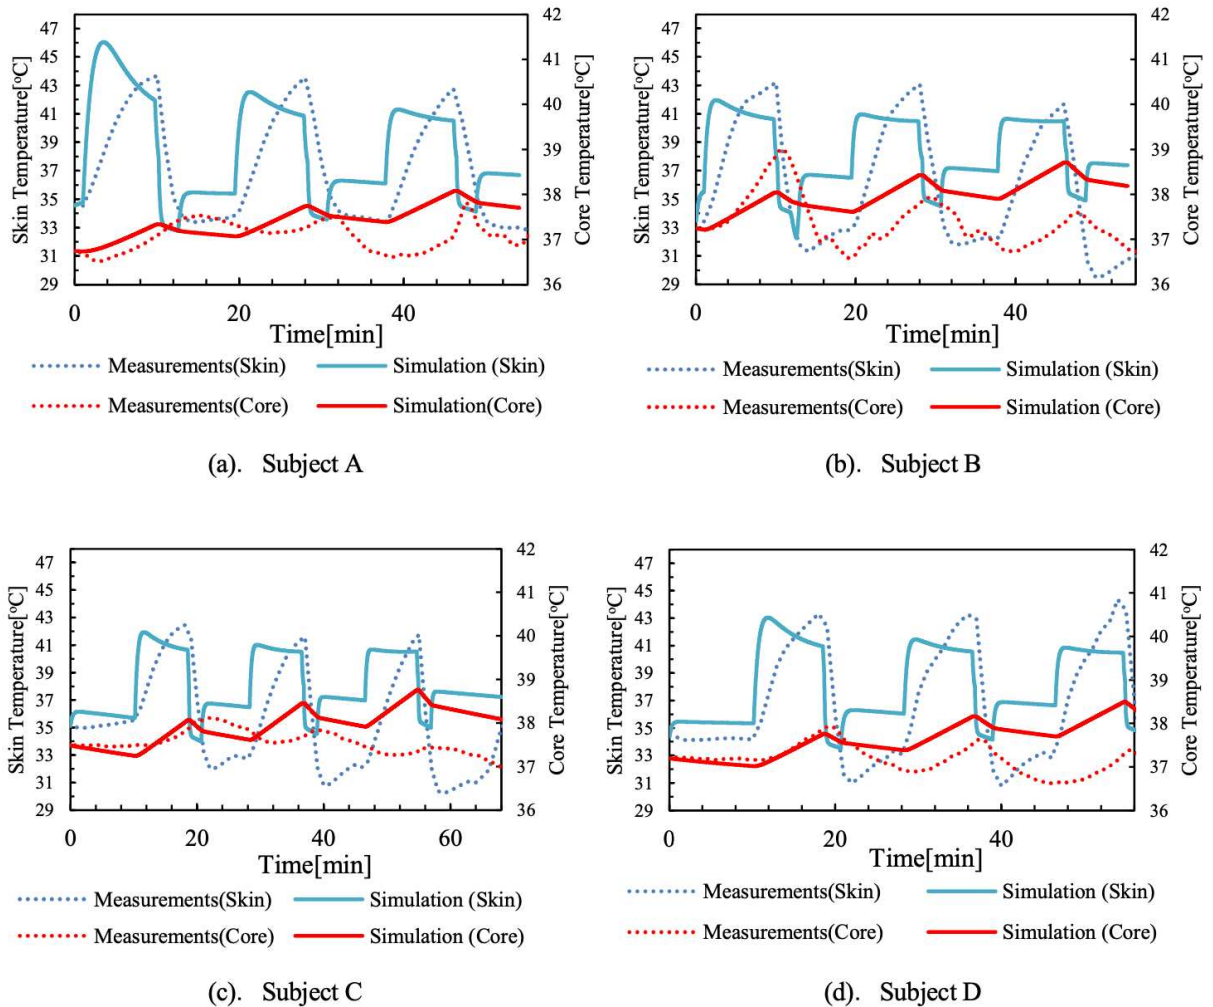 47
45
43
41
39
37
35
33
31
29
Skin Temperature[°C]
42
41
40
39
38
37
36
Core Temperature[°C]
0 20 40
Time[min]
Measurements(Skin) Simulation (Skin)
Measurements(Core) Simulation(Core)
(a). Subject A
47
45
43
41
39
37
35
33
31
29
Skin Temperature[°C]
42
41
40
39
38
37
36
Core Temperature[°C]
0 20 40
Time[min]
Measurements(Skin) Simulation (Skin)
Measurements(Core) Simulation (Core)
(b). Subject B
47
45
43
41
39
37
35
33
31
29
Skin Temperature[°C]
42
41
40
39
38
37
36
Core Temperature[°C]
0 20 40 60
Time[min]
Measurements(Skin) Simulation (Skin)
Measurements(Core) Simulation (Core)
(c). Subject C
47
45
43
41
39
37
35
33
31
29
Skin Temperature[°C]
42
41
40
39
38
37
36
Core Temperature[°C]
0 20 40
Time[min]
Measurements(Skin) Simulation (Skin)
Measurements(Core) Simulation (Core)
(d). Subject D